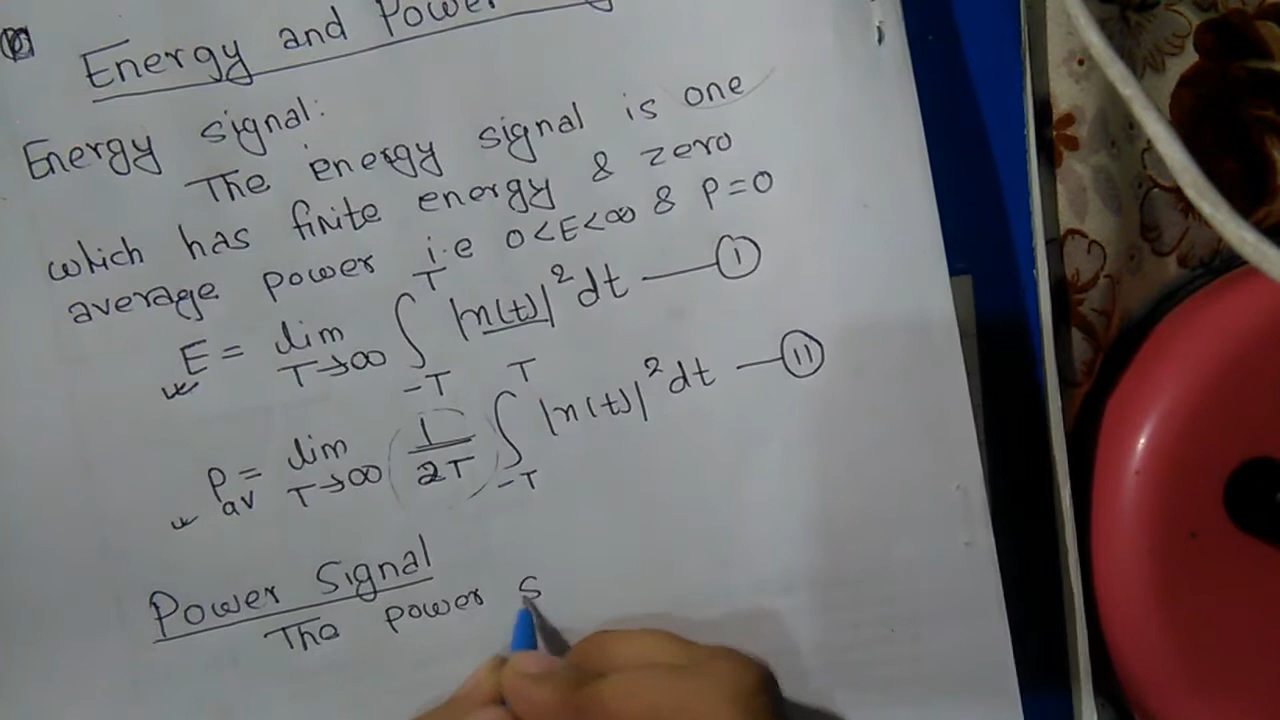 Energy and Power
Energy signal:
The energy signal is one
which has finite energy & zero
average power i.e 0<E<∞ & P=0
E = lim T→∞ ∫ -T T |x(t)|² dt — (I)
P av = lim T→∞ (1/2T) ∫ -T T |x(t)|² dt — (II)
Power Signal
The power s